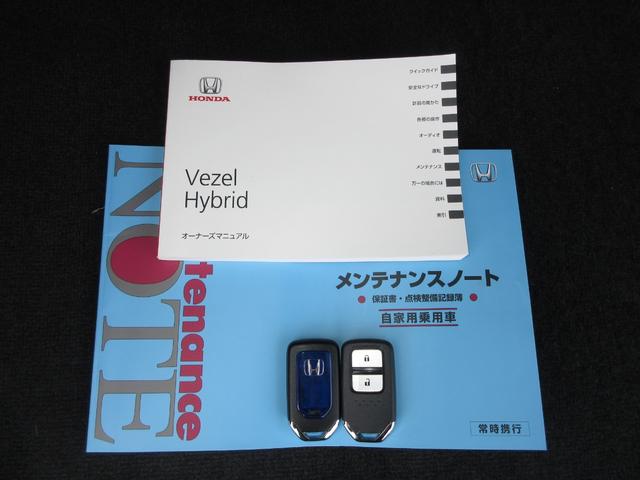 HONDA
Vezel
Hybrid
オーナーズマニュアル
クイックガイド
安全なドライブ
計器の見かた
各部の操作
オーディオ
運転
メンテナンス
万一の場合には
資料
索引
NOTE
tenance
メンテナンスノート
保証書・点検整備記録簿
自家用乗用車
常時携行